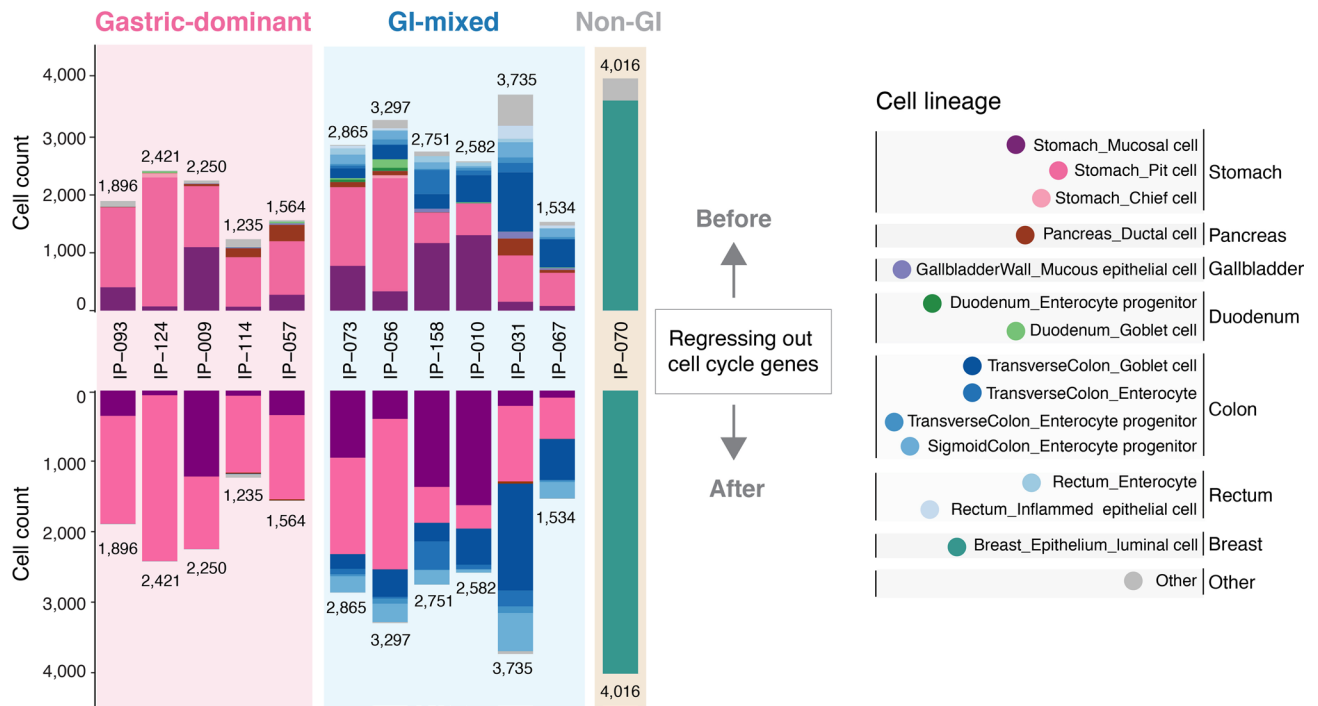 Gastric-dominant
GI-mixed
Non-GI
Cell count
4,000
3,000
2,000
1,000
0
1,896
2,421
2,250
1,235
1,564
2,865
3,297
2,751
2,582
3,735
1,534
4,016
IP–093
IP–124
IP–009
IP–114
IP–057
IP–073
IP–056
IP–158
IP–010
IP–031
IP–067
IP–070
Cell count
0
1,000
2,000
3,000
4,000
1,896
2,421
2,250
1,235
1,564
2,865
3,297
2,751
2,582
3,735
1,534
4,016
Before
Regressing out
cell cycle genes
After
Cell lineage
Stomach_Mucosal cell
Stomach_Pit cell
Stomach_Chief cell
Stomach
Pancreas_Ductal cell
Pancreas
GallbladderWall_Mucous epithelial cell
Gallbladder
Duodenum_Enterocyte progenitor
Duodenum_Goblet cell
Duodenum
TransverseColon_Goblet cell
TransverseColon_Enterocyte
TransverseColon_Enterocyte progenitor
SigmoidColon_Enterocyte progenitor
Colon
Rectum_Enterocyte
Rectum_Inflammed epithelial cell
Rectum
Breast_Epithelium_luminal cell
Breast
Other
Other